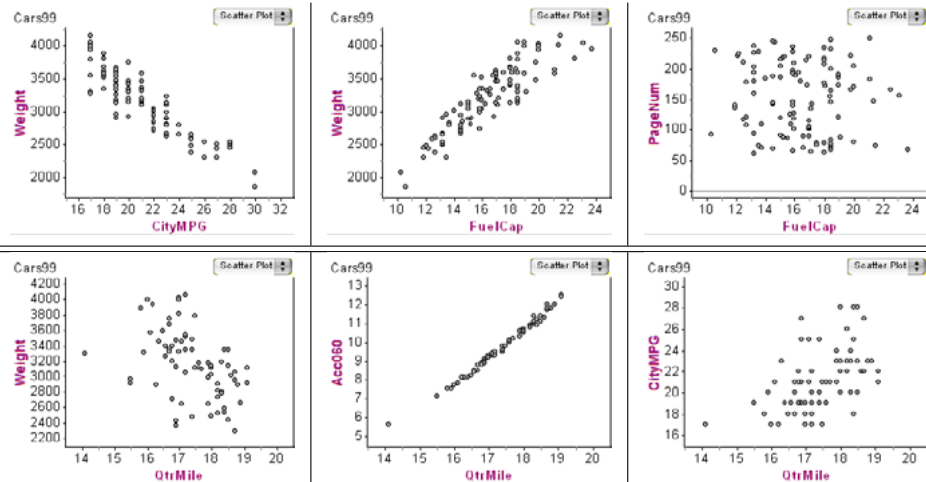 Cars99 Scatter Plot
4000
3500
3000
2500
2000
Weight
16 18 20 22 24 26 28 30 32
CityMPG
Cars99 Scatter Plot
4000
3500
3000
2500
2000
Weight
10 12 14 16 18 20 22 24
FuelCap
Cars99 Scatter Plot
250
200
150
100
50
0
PageNum
10 12 14 16 18 20 22 24
FuelCap
Cars99 Scatter Plot
4200
4000
3800
3600
3400
3200
3000
2800
2600
2400
2200
Weight
14 15 16 17 18 19 20
QtrMile
Cars99 Scatter Plot
13
12
11
10
9
8
7
6
5
Acc060
14 15 16 17 18 19 20
QtrMile
Cars99 Scatter Plot
30
28
26
24
22
20
18
16
CityMPG
14 15 16 17 18 19 20
QtrMile